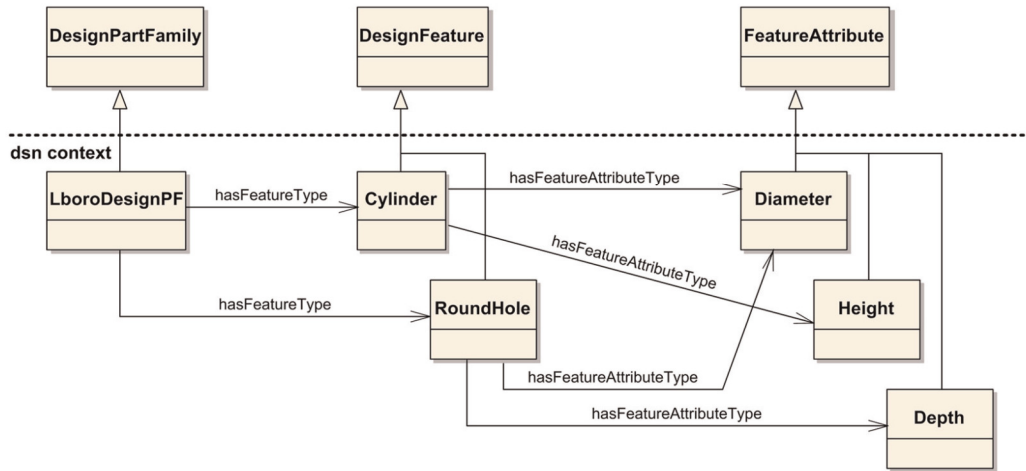 DesignPartFamily
DesignFeature
FeatureAttribute
dsn context
LboroDesignPF
hasFeatureType
Cylinder
hasFeatureAttributeType
Diameter
hasFeatureAttributeType
hasFeatureType
RoundHole
Height
hasFeatureAttributeType
hasFeatureAttributeType
Depth